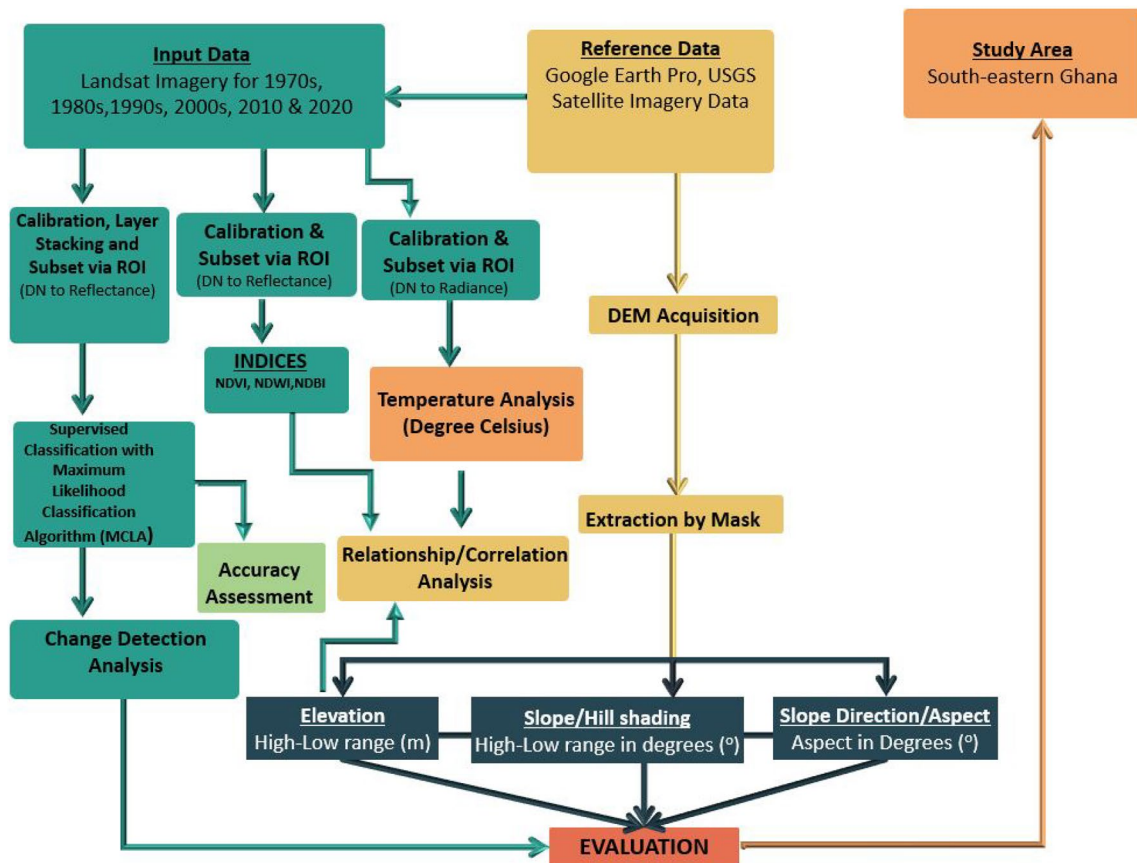 Input Data
Landsat Imagery for 1970s,
1980s,1990s, 2000s, 2010 & 2020
Reference Data
Google Earth Pro, USGS
Satellite Imagery Data
Study Area
South-eastern Ghana
Calibration, Layer
Stacking and
Subset via ROI
(DN to Reflectance)
Calibration &
Subset via ROI
(DN to Reflectance)
Calibration &
Subset via ROI
(DN to Radiance)
DEM Acquisition
INDICES
NDVI, NDWI,NDBI
Temperature Analysis
(Degree Celsius)
Supervised
Classification with
Maximum
Likelihood
Classification
Algorithm (MCLA)
Extraction by Mask
Accuracy
Assessment
Relationship/Correlation
Analysis
Change Detection
Analysis
Elevation
High-Low range (m)
Slope/Hill shading
High-Low range in degrees (º)
Slope Direction/Aspect
Aspect in Degrees (º)
EVALUATION